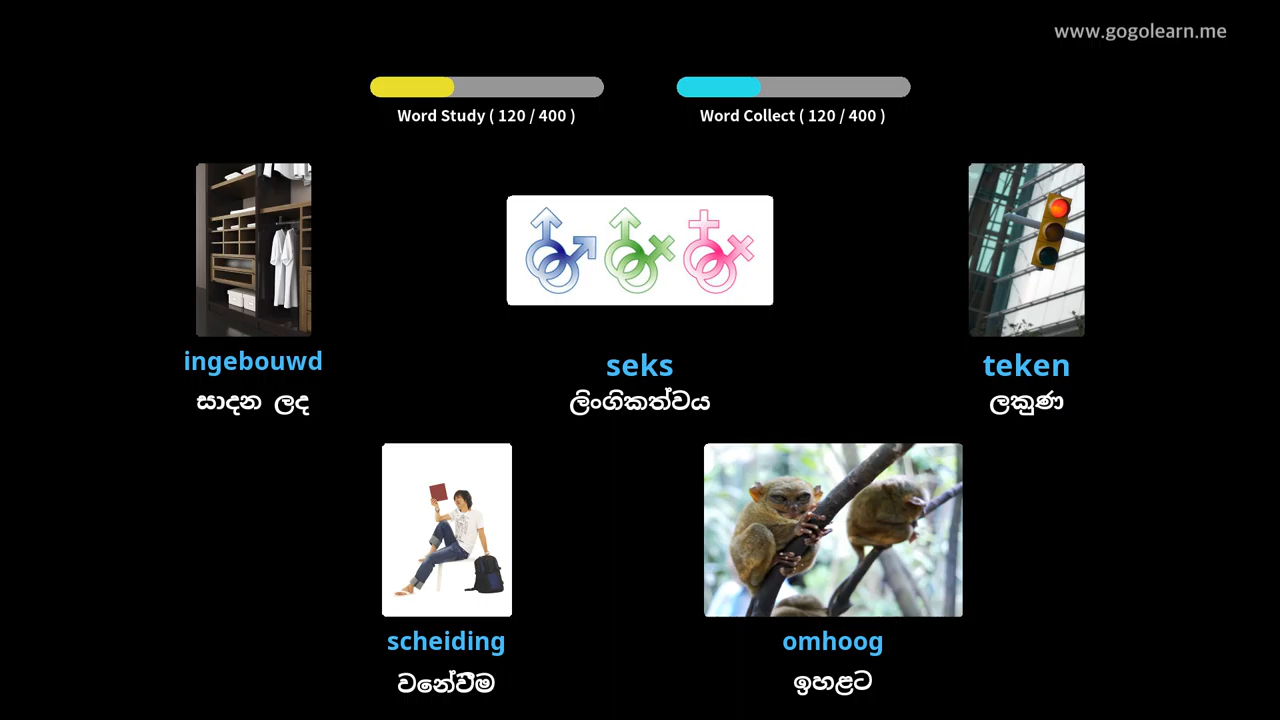 www.gogolearn.me
Word Study ( 120 / 400 )
Word Collect ( 120 / 400 )
ingebouwd
සාදන ලද
seks
ලිංගිකත්වය
teken
ලකුණ
scheiding
වනේවීම
omhoog
ඉහළට